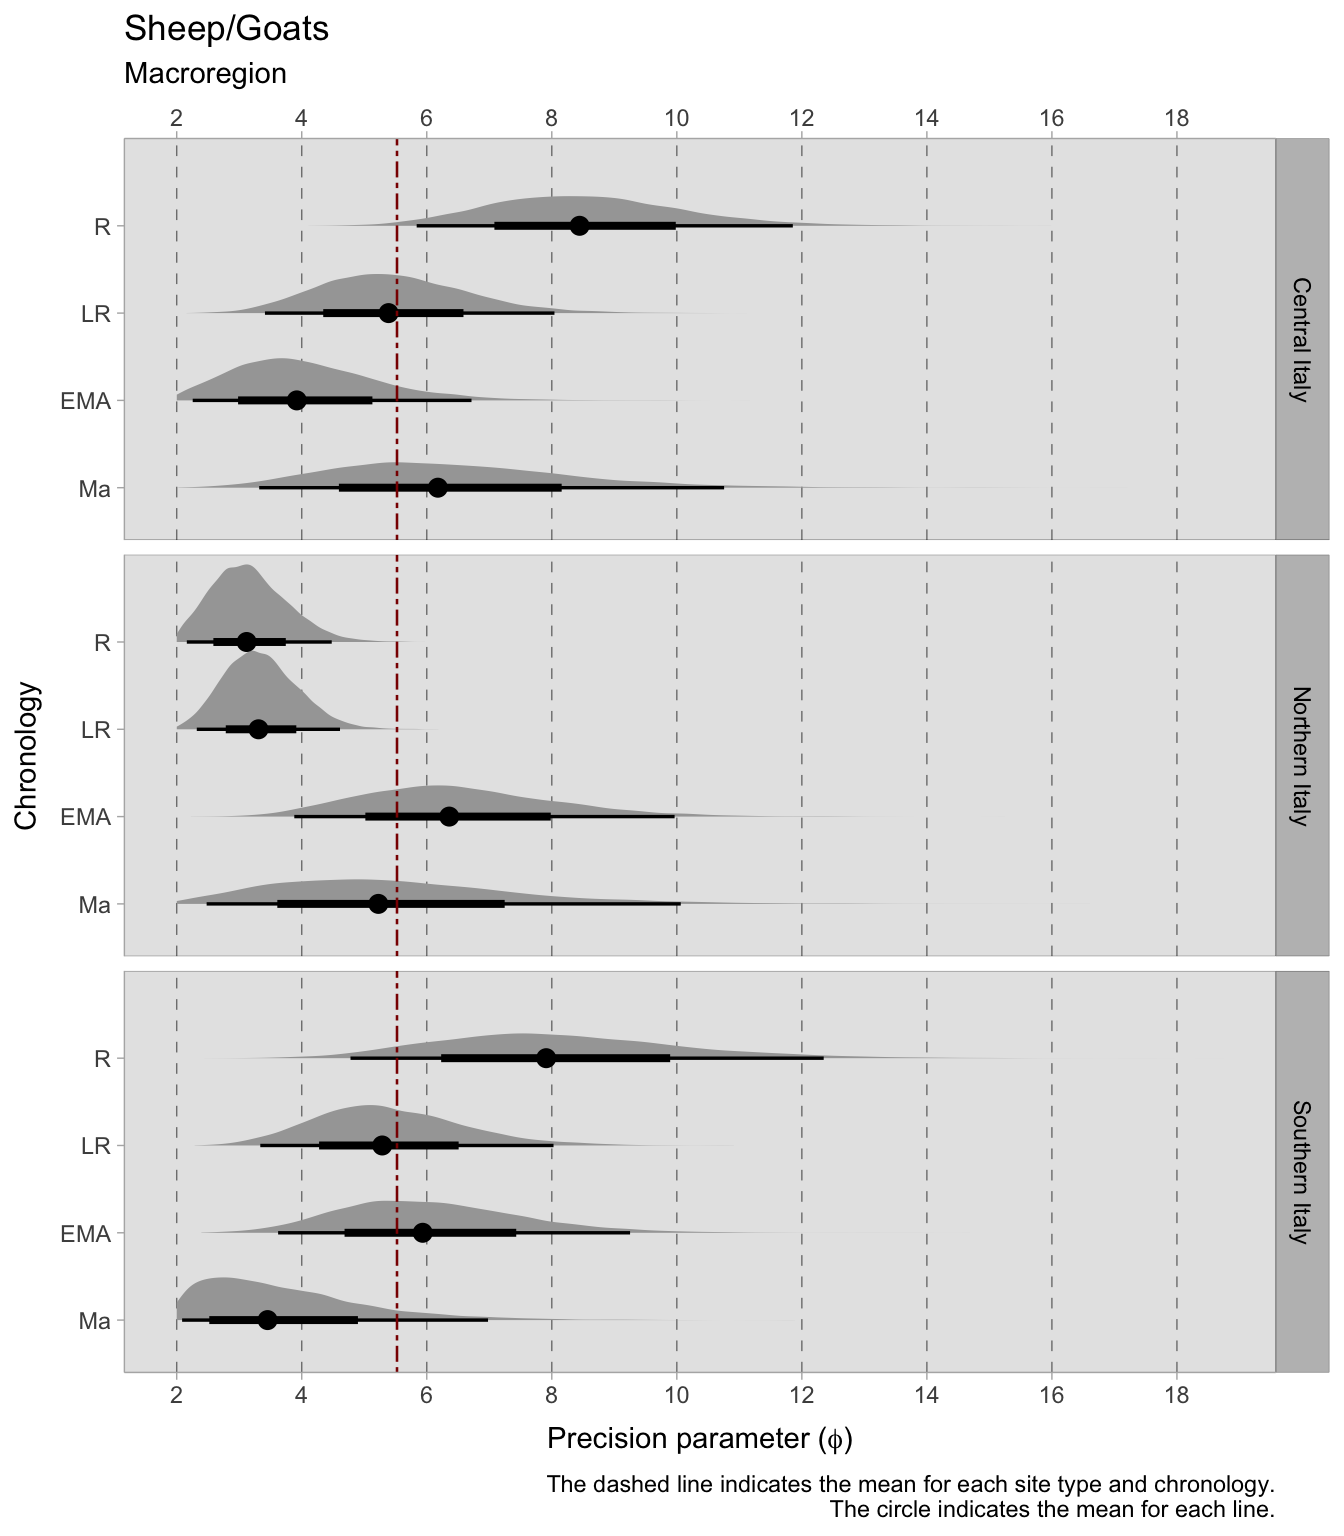 Sheep/Goats
Macroregion
2 4 6 8 10 12 14 16 18
R
LR
EMA
Ma
Central Italy
R
LR
EMA
Ma
Northern Italy
R
LR
EMA
Ma
Southern Italy
Chronology
2 4 6 8 10 12 14 16 18
Precision parameter (ϕ)
The dashed line indicates the mean for each site type and chronology.
The circle indicates the mean for each line.